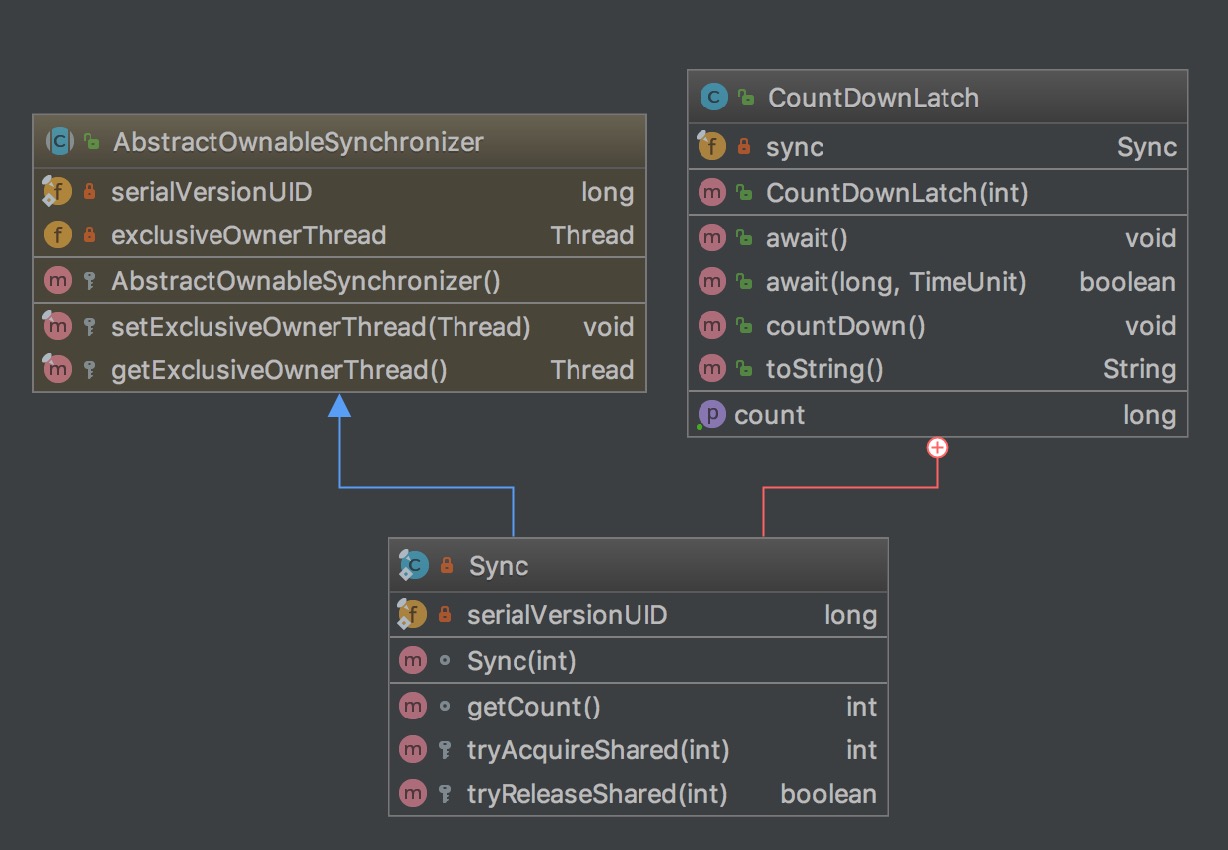 AbstractOwnableSynchronizer
serialVersionUID long
exclusiveOwnerThread Thread
AbstractOwnableSynchronizer()
setExclusiveOwnerThread(Thread) void
getExclusiveOwnerThread() Thread
CountDownLatch
sync Sync
CountDownLatch(int)
await() void
await(long, TimeUnit) boolean
countDown() void
toString() String
count long
Sync
serialVersionUID long
Sync(int)
getCount() int
tryAcquireShared(int) int
tryReleaseShared(int) boolean